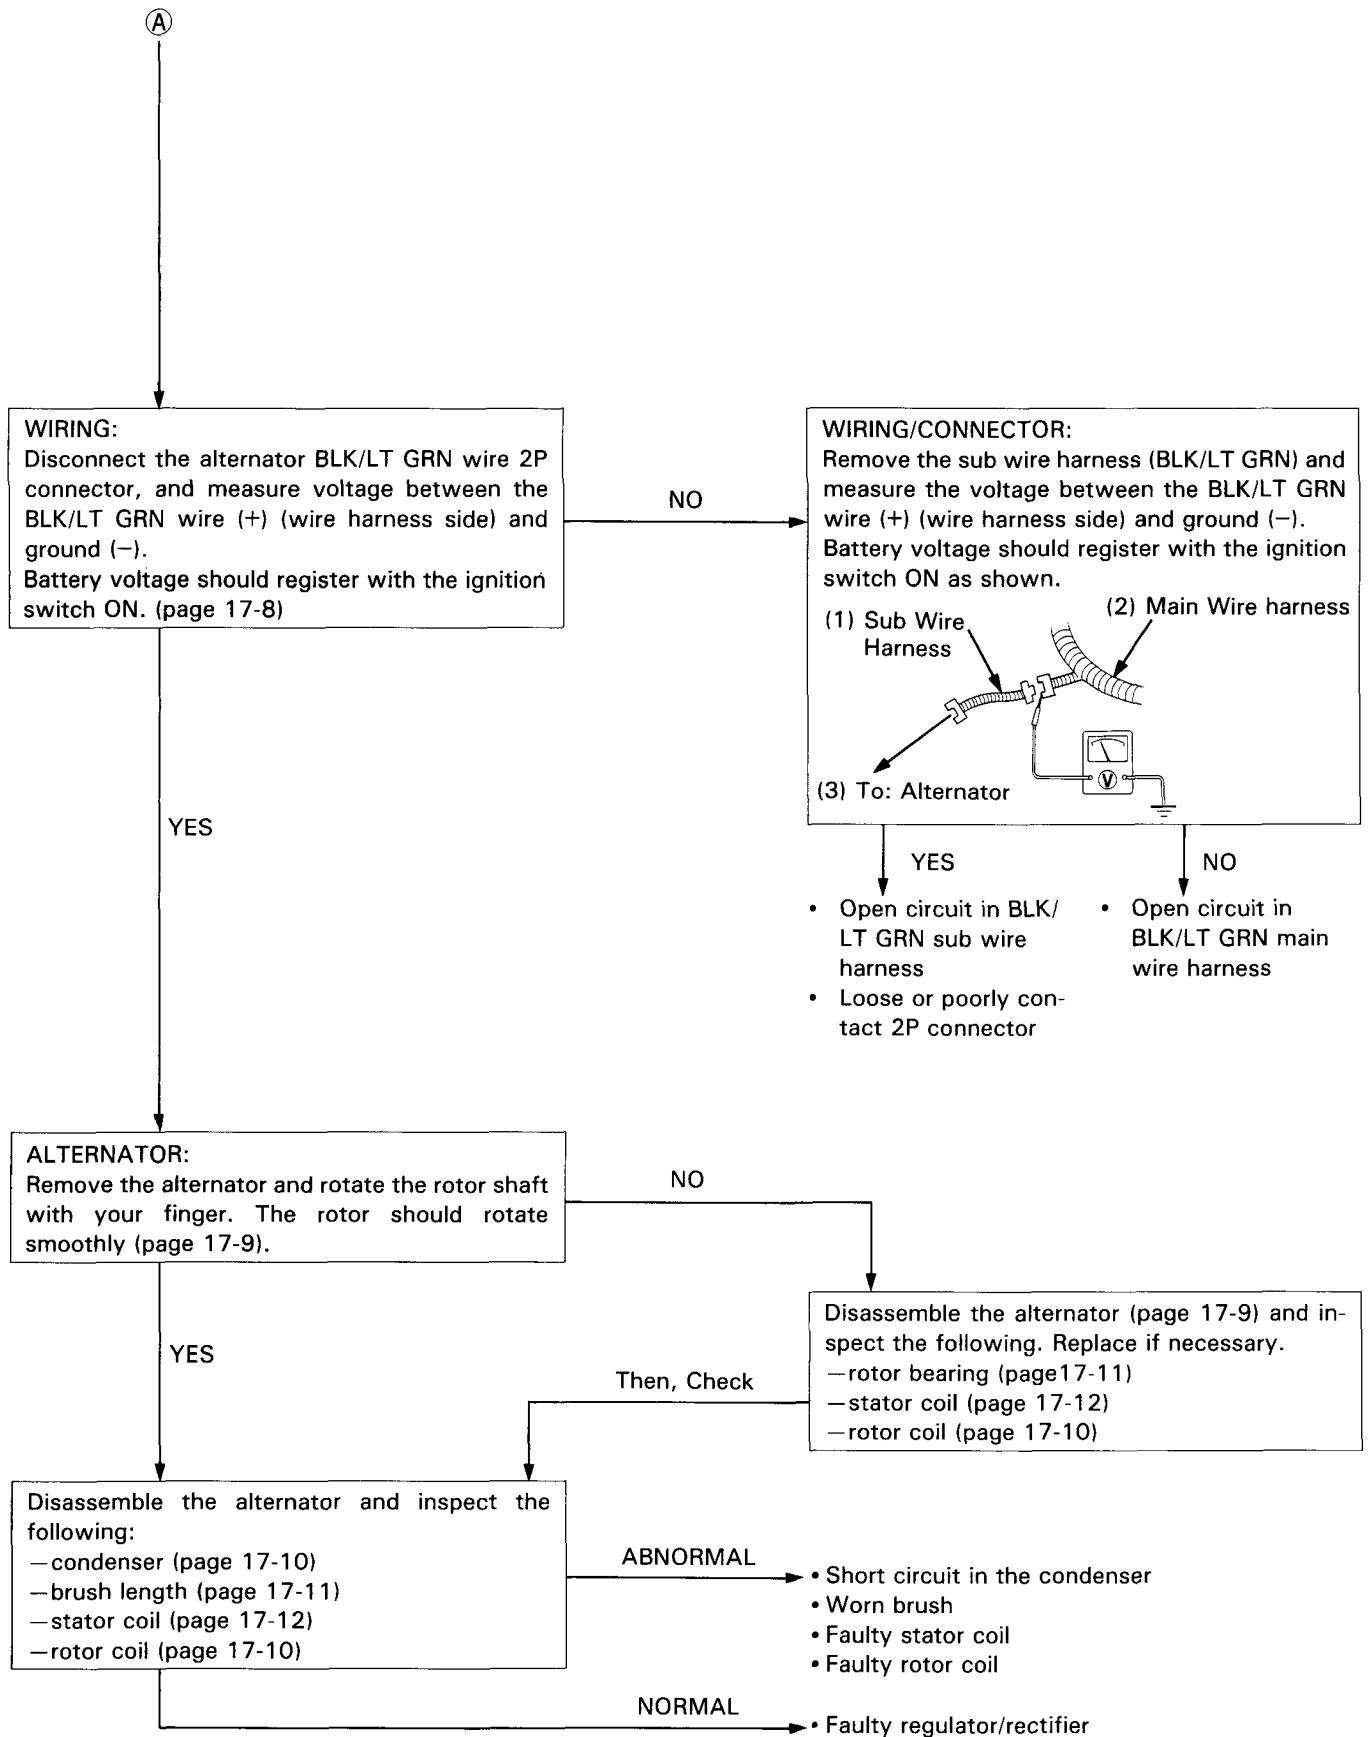 A
WIRING:
Disconnect the alternator BLK/LT GRN wire 2P
connector, and measure voltage between the
BLK/LT GRN wire (+) (wire harness side) and
ground (−).
Battery voltage should register with the ignition
switch ON. (page 17-8)
NO
WIRING/CONNECTOR:
Remove the sub wire harness (BLK/LT GRN) and
measure the voltage between the BLK/LT GRN
wire (+) (wire harness side) and ground (−).
Battery voltage should register with the ignition
switch ON as shown.
(1) Sub Wire
Harness
(2) Main Wire harness
V
(3) To: Alternator
YES
YES
• Open circuit in BLK/
LT GRN sub wire
harness
• Loose or poorly con-
tact 2P connector
NO
• Open circuit in
BLK/LT GRN main
wire harness
ALTERNATOR:
Remove the alternator and rotate the rotor shaft
with your finger. The rotor should rotate
smoothly (page 17-9).
NO
YES
Disassemble the alternator (page 17-9) and in-
spect the following. Replace if necessary.
—rotor bearing (page17-11)
—stator coil (page 17-12)
—rotor coil (page 17-10)
Then, Check
Disassemble the alternator and inspect the
following:
—condenser (page 17-10)
—brush length (page 17-11)
—stator coil (page 17-12)
—rotor coil (page 17-10)
ABNORMAL
• Short circuit in the condenser
• Worn brush
• Faulty stator coil
• Faulty rotor coil
NORMAL
• Faulty regulator/rectifier